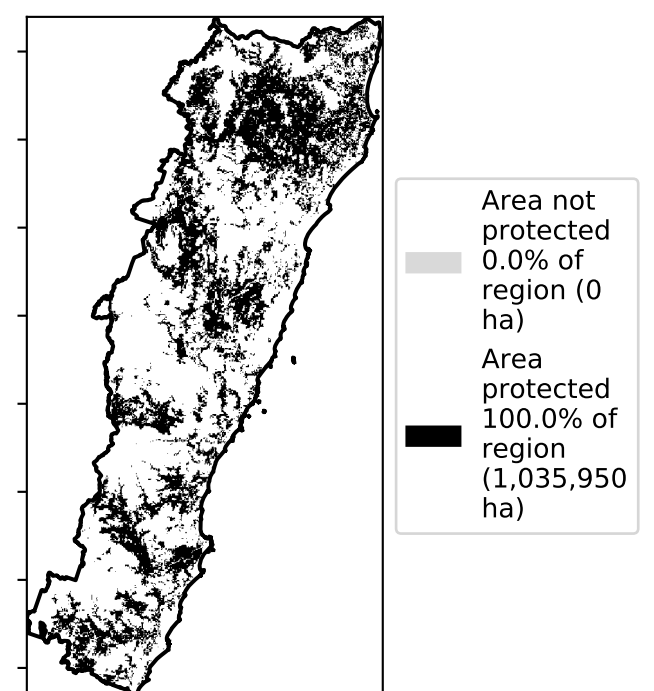 Area not
protected
0.0% of
region (0
ha)
Area
protected
100.0% of
region
(1,035,950
ha)